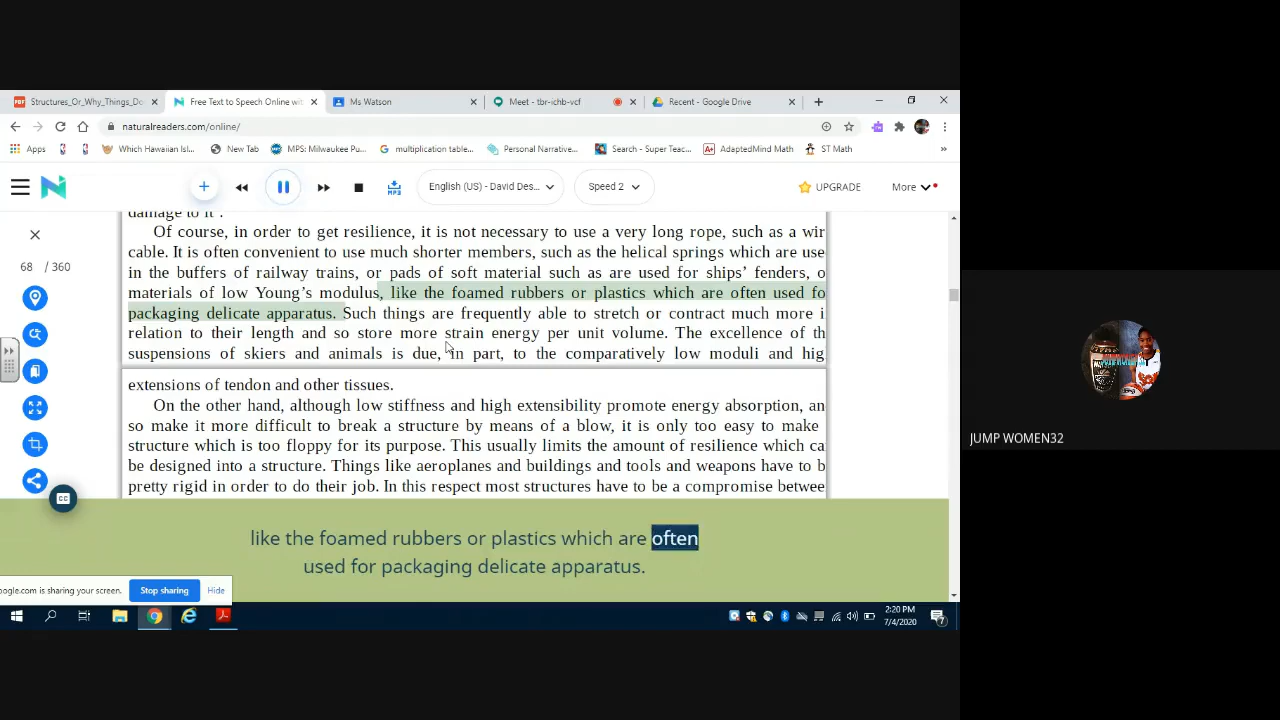 Structures_Or_Why_Things_De
Free Text to Speech Online wit
Ms Watson
Meet - tbr-ichb-vcf
Recent - Google Drive
naturalreaders.com/online/
Apps
Which Hawaiian Isl...
New Tab
MPS: Milwaukee Pu...
multiplication table...
Personal Narrative...
Search - Super Teac...
AdaptedMind Math
ST Math
MP3
English (US) - David Des...
Speed 2
UPGRADE
More
damage to it'.
68 / 360
Of course, in order to get resilience, it is not necessary to use a very long rope, such as a wir
cable. It is often convenient to use much shorter members, such as the helical springs which are use
in the buffers of railway trains, or pads of soft material such as are used for ships' fenders, o
materials of low Young's modulus, like the foamed rubbers or plastics which are often used fo
packaging delicate apparatus. Such things are frequently able to stretch or contract much more i
relation to their length and so store more strain energy per unit volume. The excellence of th
suspensions of skiers and animals is due, in part, to the comparatively low moduli and hig
extensions of tendon and other tissues.
On the other hand, although low stiffness and high extensibility promote energy absorption, an
so make it more difficult to break a structure by means of a blow, it is only too easy to make
structure which is too floppy for its purpose. This usually limits the amount of resilience which ca
be designed into a structure. Things like aeroplanes and buildings and tools and weapons have to b
pretty rigid in order to do their job. In this respect most structures have to be a compromise betwee
CC
like the foamed rubbers or plastics which are often
used for packaging delicate apparatus.
oogle.com is sharing your screen.
Stop sharing
Hide
2:20 PM
7/4/2020
7
JUMP WOMEN32